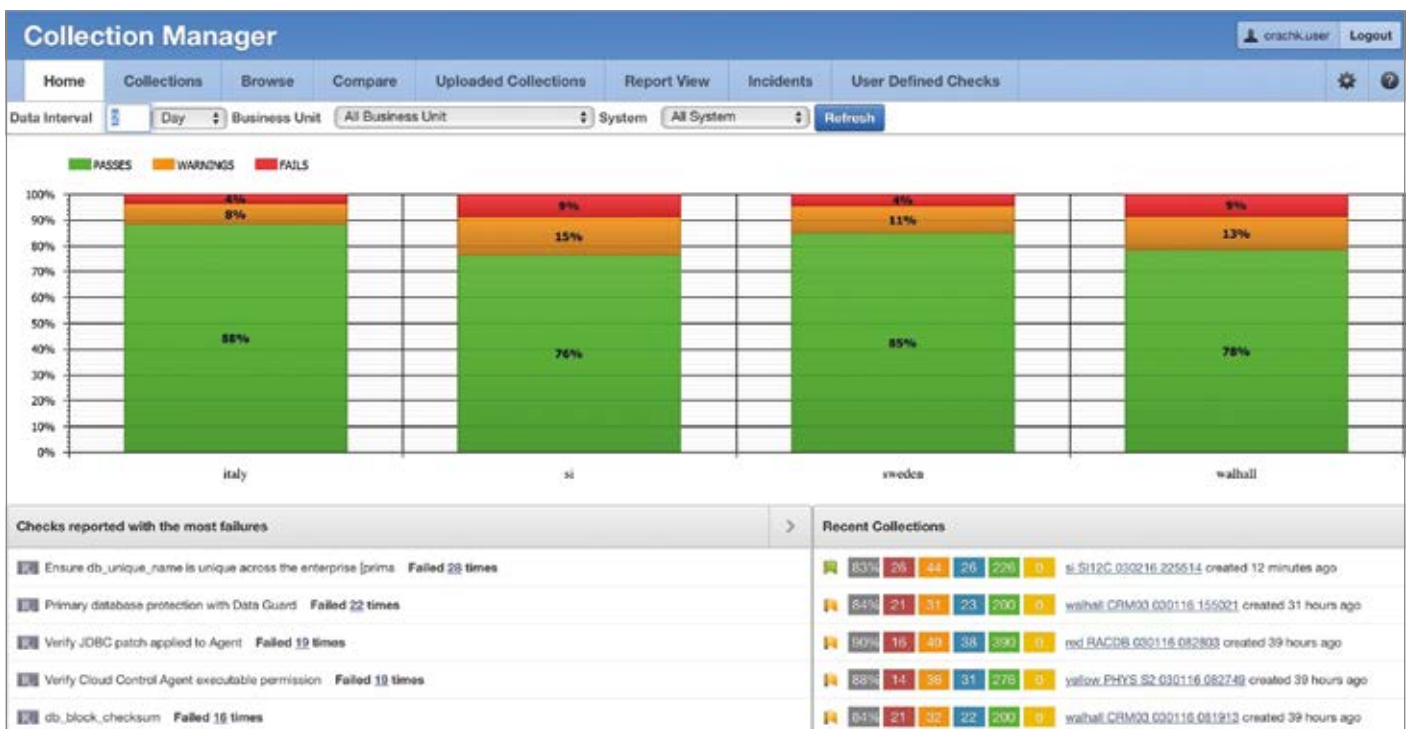 Collection Manager
orachk.user Logout
Home Collections Browse Compare Uploaded Collections Report View Incidents User Defined Checks
Data Interval 2 Day Business Unit All Business Unit System All System Refresh
PASSES WARNINGS FAILS
100%
90%
80%
70%
60%
50%
40%
30%
20%
10%
0%
4% 9% 4% 9%
8% 15% 11% 13%
88% 76% 85% 78%
italy si sweden walhall
Checks reported with the most failures
Ensure db_unique_name is unique across the enterprise [prima Failed 28 times
Primary database protection with Data Guard Failed 22 times
Verify JDBC patch applied to Agent Failed 19 times
Verify Cloud Control Agent executable permission Failed 19 times
db_block_checksum Failed 16 times
Recent Collections
83% 26 44 26 226 0 si SI12C 030216 225514 created 12 minutes ago
84% 21 31 23 200 0 walhall CRM03 030116 155021 created 31 hours ago
90% 16 40 38 390 0 red RACDB 030116 082803 created 39 hours ago
88% 14 36 31 276 0 yellow PHYS S2 030116 082749 created 39 hours ago
84% 21 32 22 200 0 walhall CRM03 030116 081913 created 39 hours ago